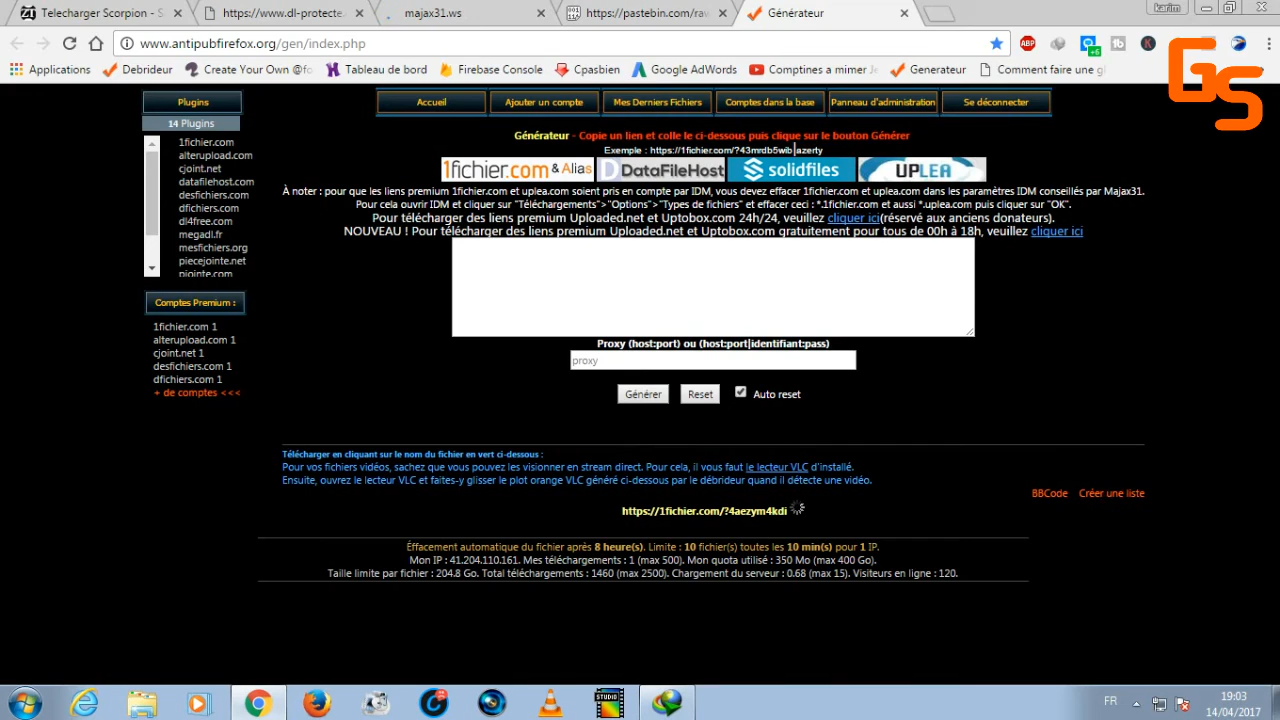 Telecharger Scorpion - S
https://www.dl-protecte
majax31.ws
https://pastebin.com/rav
Générateur
karim
www.antipubfirefox.org/gen/index.php
Applications
Debrideur
Create Your Own @fo
Tableau de bord
Firebase Console
Cpasbien
Google AdWords
Comptines a mimer J
Generateur
Comment faire une gl
GS
Plugins
Accueil
Ajouter un compte
Mes Derniers Fichiers
Comptes dans la base
Panneau d'administration
Se déconnecter
14 Plugins
1fichier.com
alterupload.com
cjoint.net
datafilehost.com
desfichiers.com
dfichiers.com
dl4free.com
megadl.fr
mesfichiers.org
piecejointe.net
pjointe.com
Comptes Premium :
1fichier.com 1
alterupload.com 1
cjoint.net 1
desfichiers.com 1
dfichiers.com 1
+ de comptes <<<
Générateur - Copie un lien et colle le ci-dessous puis clique sur le bouton Générer
Exemple : https://1fichier.com/?43mrdb5wib|azerty
1fichier.com & Alias
DataFileHost
solidfiles
UPLEA
À noter : pour que les liens premium 1fichier.com et uplea.com soient pris en compte par IDM, vous devez effacer 1fichier.com et uplea.com dans les paramètres IDM conseillés par Majax31.
Pour cela ouvrir IDM et cliquer sur "Téléchargements">"Options">"Types de fichiers" et effacer ceci : *.1fichier.com et aussi *.uplea.com puis cliquer sur "OK".
Pour télécharger des liens premium Uploaded.net et Uptobox.com 24h/24, veuillez cliquer ici(réservé aux anciens donateurs).
NOUVEAU ! Pour télécharger des liens premium Uploaded.net et Uptobox.com gratuitement pour tous de 00h à 18h, veuillez cliquer ici
Proxy (host:port) ou (host:port|identifiant:pass)
proxy
Générer
Reset
Auto reset
Télécharger en cliquant sur le nom du fichier en vert ci-dessous :
Pour vos fichiers vidéos, sachez que vous pouvez les visionner en stream direct. Pour cela, il vous faut le lecteur VLC d'installé.
Ensuite, ouvrez le lecteur VLC et faites-y glisser le plot orange VLC généré ci-dessous par le débrideur quand il détecte une vidéo.
BBCode Créer une liste
https://1fichier.com/?4aezym4kdi
Éffacement automatique du fichier après 8 heure(s). Limite : 10 fichier(s) toutes les 10 min(s) pour 1 IP.
Mon IP : 41.204.110.161. Mes téléchargements : 1 (max 500). Mon quota utilisé : 350 Mo (max 400 Go).
Taille limite par fichier : 204.8 Go. Total téléchargements : 1460 (max 2500). Chargement du serveur : 0.68 (max 15). Visiteurs en ligne : 120.
STUDIO
FR
19:03
14/04/2017